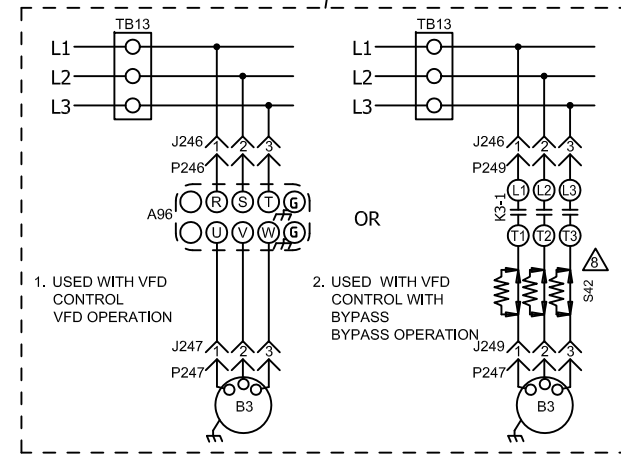 TB13
L1
L2
L3
J246 1 2 3
P246
A96 R S T G
U V W G
1. USED WITH VFD
CONTROL
VFD OPERATION
J247 1 2 3
P247
B3
OR
TB13
L1
L2
L3
J246 1 2 3
P249
L1 L2 L3
K3-1
T1 T2 T3
8
S42
2. USED WITH VFD
CONTROL WITH
BYPASS
BYPASS OPERATION
J249 1 2 3
P247
B3